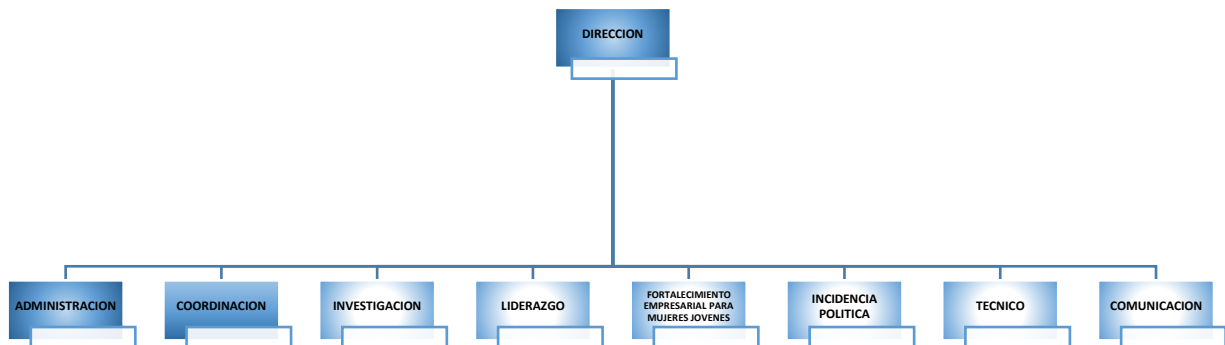 DIRECCION
ADMINISTRACION
COORDINACION
INVESTIGACION
LIDERAZGO
FORTALECIMIENTO
EMPRESARIAL PARA
MUJERES JOVENES
INCIDENCIA
POLITICA
TECNICO
COMUNICACION